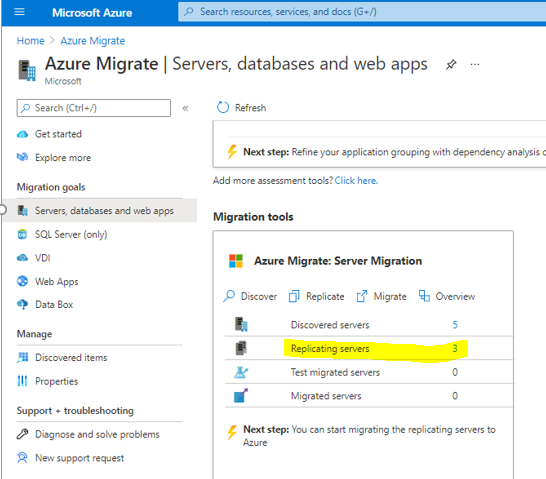 Microsoft Azure
Search resources, services, and docs (G+/)
Home > Azure Migrate
Azure Migrate | Servers, databases and web apps
Microsoft
Search (Ctrl+/)
«
Get started
Explore more
Migration goals
Servers, databases and web apps
SQL Server (only)
VDI
Web Apps
Data Box
Manage
Discovered items
Properties
Support + troubleshooting
Diagnose and solve problems
New support request
Refresh
Next step: Refine your application grouping with dependency analysis
Add more assessment tools? Click here.
Migration tools
Azure Migrate: Server Migration
Discover Replicate Migrate Overview
Discovered servers 5
Replicating servers 3
Test migrated servers 0
Migrated servers 0
Next step: You can start migrating the replicating servers to
Azure